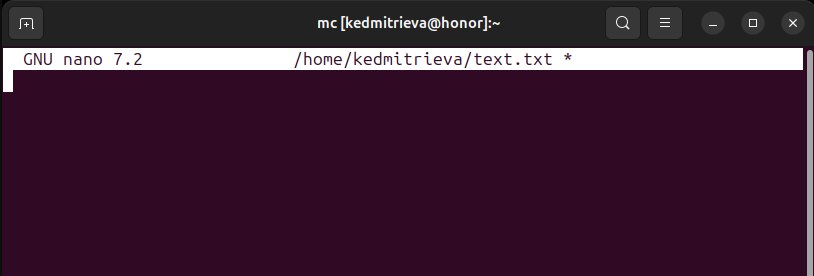 mc [kedmitrieva@honor]:~
GNU nano 7.2 /home/kedmitrieva/text.txt *